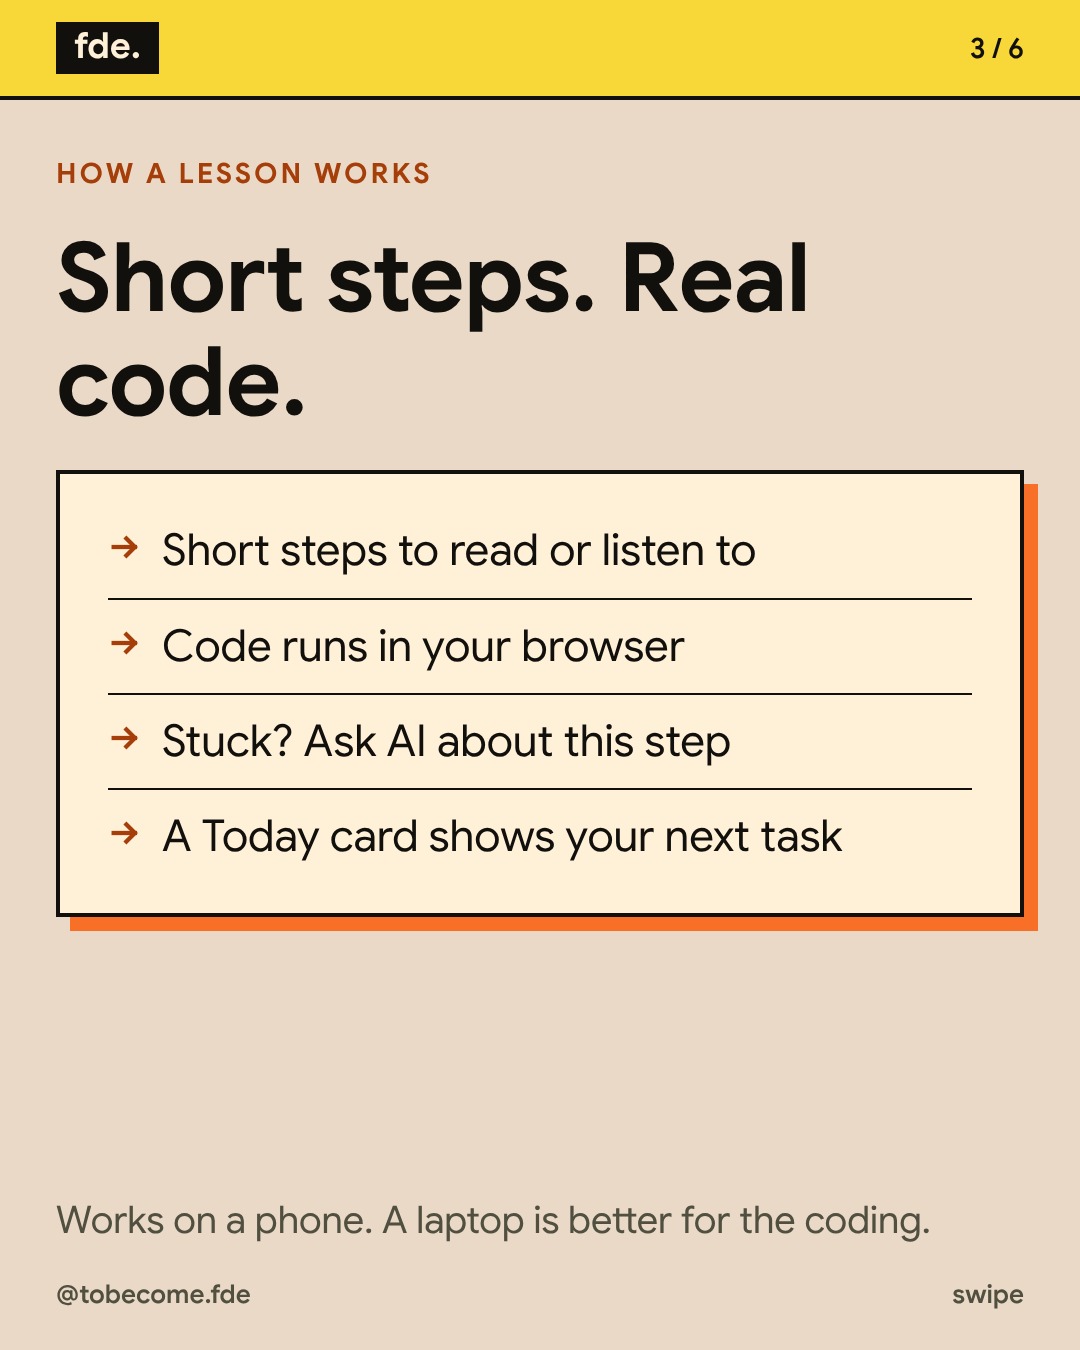 fde.
3 / 6
HOW A LESSON WORKS
Short steps. Real
code.
→ Short steps to read or listen to
→ Code runs in your browser
→ Stuck? Ask AI about this step
→ A Today card shows your next task
Works on a phone. A laptop is better for the coding.
@tobecome.fde
swipe